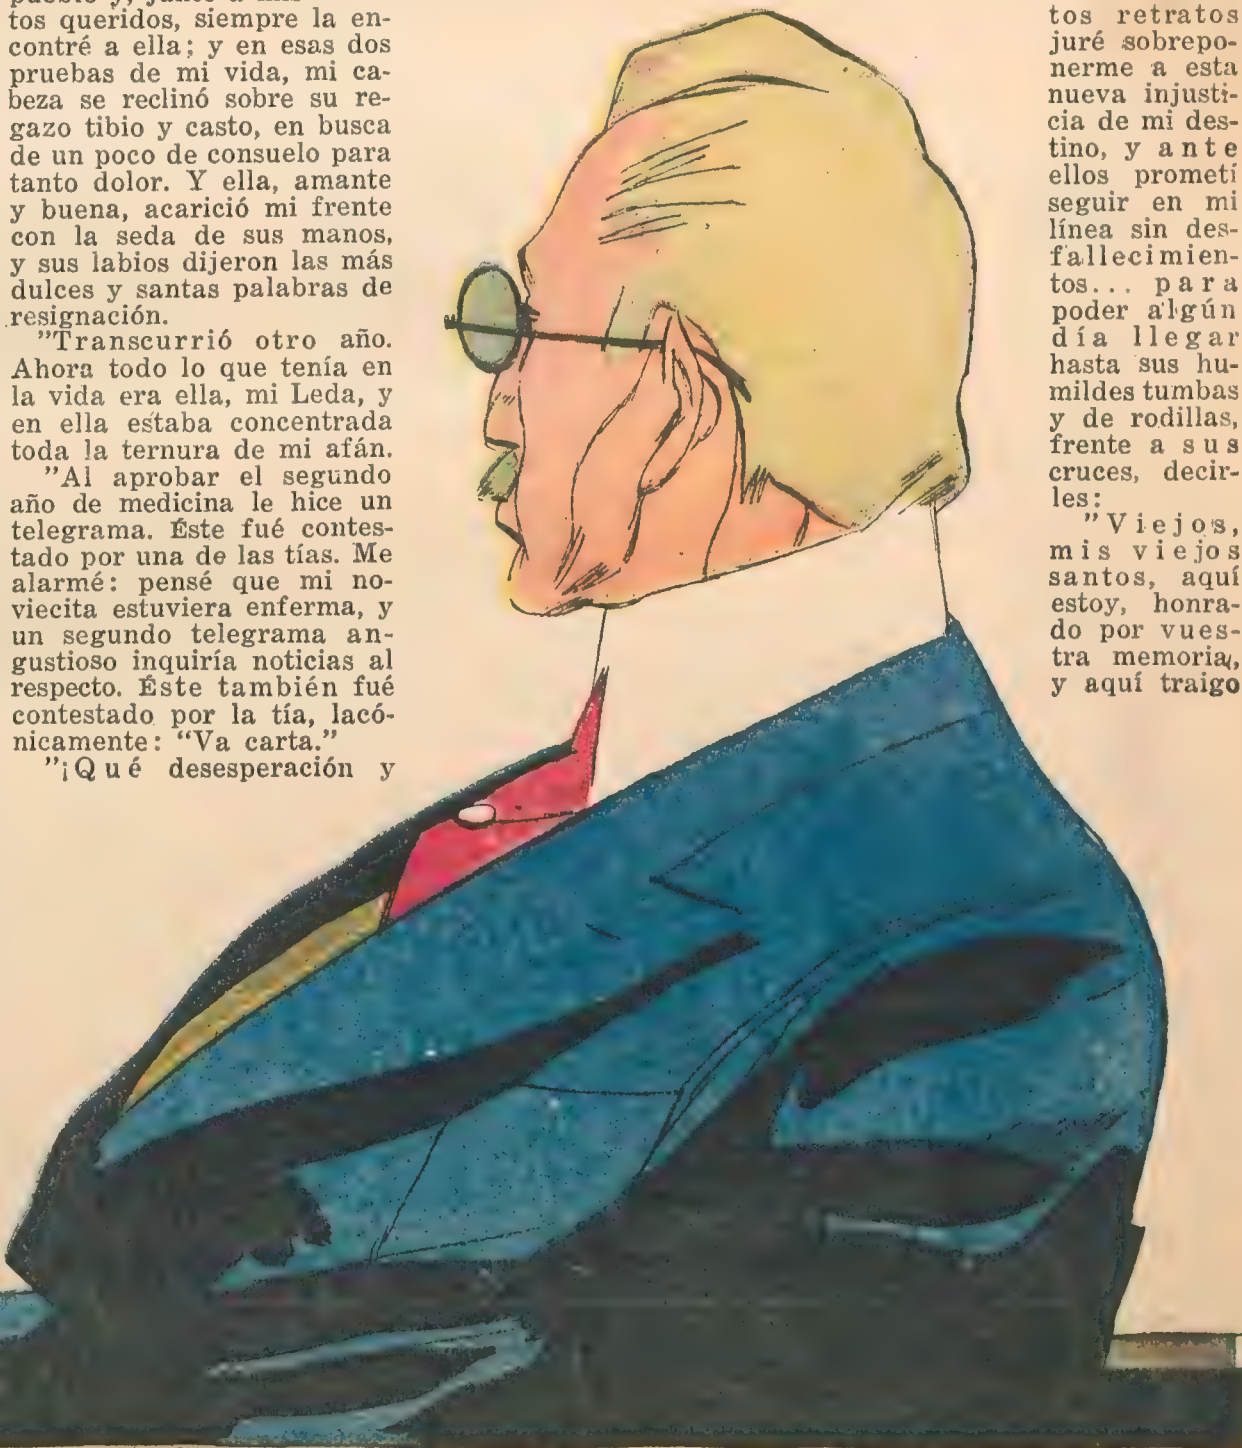 tos queridos, siempre la en-
contré a ella; y en esas dos
pruebas de mi vida, mi ca-
beza se reclinó sobre su re-
gazo tibio y casto, en busca
de un poco de consuelo para
tanto dolor. Y ella, amante
y buena, acarició mi frente
con la seda de sus manos,
y sus labios dijeron las más
dulces y santas palabras de
resignación.
"Transcurrió otro año.
Ahora todo lo que tenía en
la vida era ella, mi Leda, y
en ella estaba concentrada
toda la ternura de mi afán.
"Al aprobar el segundo
año de medicina le hice un
telegrama. Éste fué contes-
tado por una de las tías. Me
alarmé: pensé que mi no-
viecita estuviera enferma, y
un segundo telegrama an-
gustioso inquiría noticias al
respecto. Éste también fué
contestado por la tía, lacó-
nicamente: “Va carta.”
"¡Qué desesperación y
tos retratos
juré sobrepo-
nerme a esta
nueva injusti-
cia de mi des-
tino, y ante
ellos prometí
seguir en mi
línea sin des-
fallecimien-
tos... para
poder algún
día llegar
hasta sus hu-
mildes tumbas
y de rodillas,
frente a sus
cruces, decir-
les:
"Viejos,
mis viejos
santos, aquí
estoy, honra-
do por vues-
tra memoria,
y aquí traigo